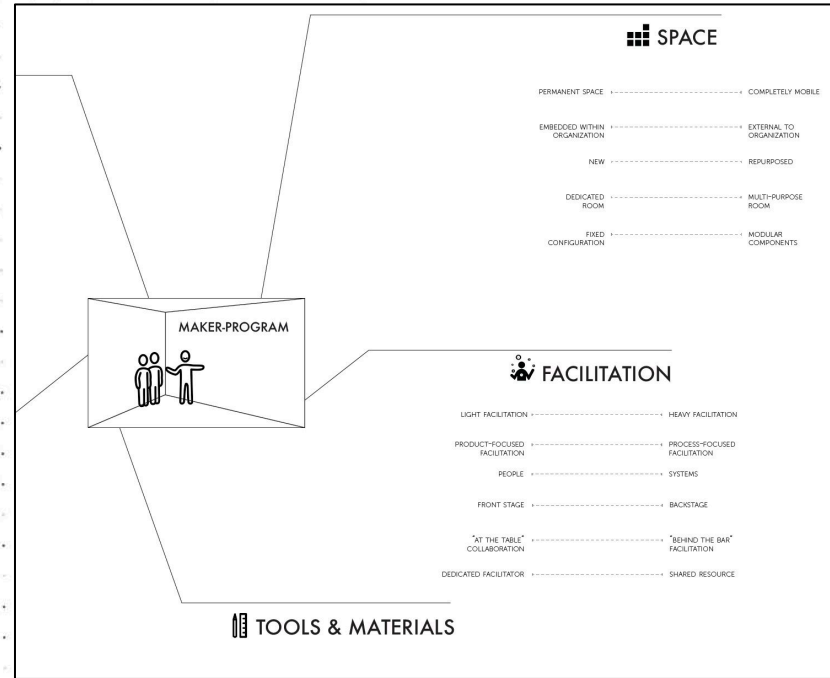 SPACE
PERMANENT SPACE COMPLETELY MOBILE
EMBEDDED WITHIN EXTERNAL TO
ORGANIZATION ORGANIZATION
NEW REPURPOSED
DEDICATED MULTI-PURPOSE
ROOM ROOM
FIXED MODULAR
CONFIGURATION COMPONENTS
MAKER-PROGRAM
FACILITATION
LIGHT FACILITATION HEAVY FACILITATION
PRODUCT-FOCUSED PROCESS-FOCUSED
FACILITATION FACILITATION
PEOPLE SYSTEMS
FRONT STAGE BACKSTAGE
"AT THE TABLE" "BEHIND THE BAR"
COLLABORATION FACILITATION
DEDICATED FACILITATOR SHARED RESOURCE
TOOLS & MATERIALS